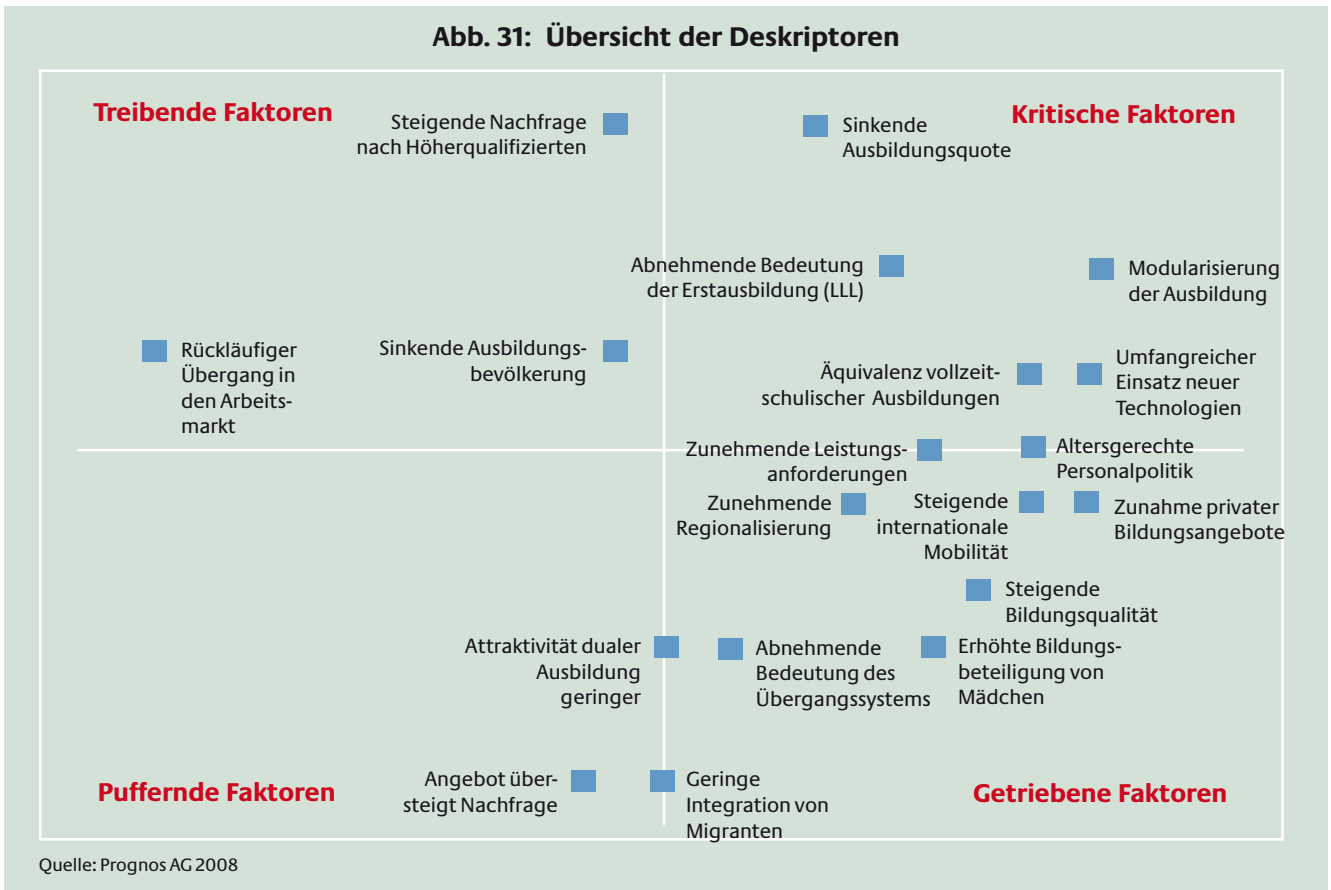 Abb. 31: Übersicht der Deskriptoren
Treibende Faktoren
Kritische Faktoren
Steigende Nachfrage
nach Höherqualifizierten
Sinkende
Ausbildungsquote
Abnehmende Bedeutung
der Erstausbildung (LLL)
Modularisierung
der Ausbildung
Rückläufiger
Übergang in
den Arbeits-
markt
Sinkende Ausbildungs-
bevölkerung
Äquivalenz vollzeit-
schulischer Ausbildungen
Umfangreicher
Einsatz neuer
Technologien
Zunehmende Leistungs-
anforderungen
Altersgerechte
Personalpolitik
Zunehmende
Regionalisierung
Steigende
internationale
Mobilität
Zunahme privater
Bildungsangebote
Steigende
Bildungsqualität
Attraktivität dualer
Ausbildung
geringer
Abnehmende
Bedeutung des
Übergangssystems
Erhöhte Bildungs-
beteiligung von
Mädchen
Puffernde Faktoren
Angebot über-
steigt Nachfrage
Geringe
Integration von
Migranten
Getriebene Faktoren
Quelle: Prognos AG 2008